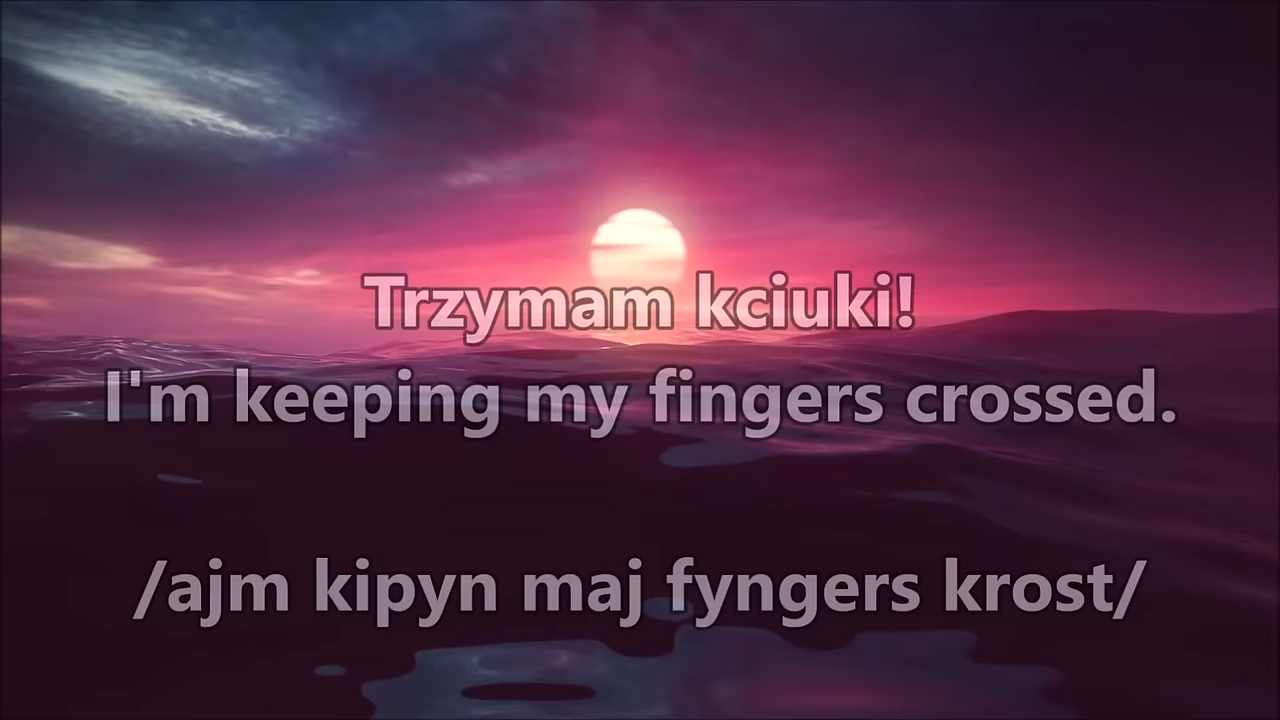 Trzymam kciuki!
I'm keeping my fingers crossed.
/ajm kipyn maj fyngers krost/